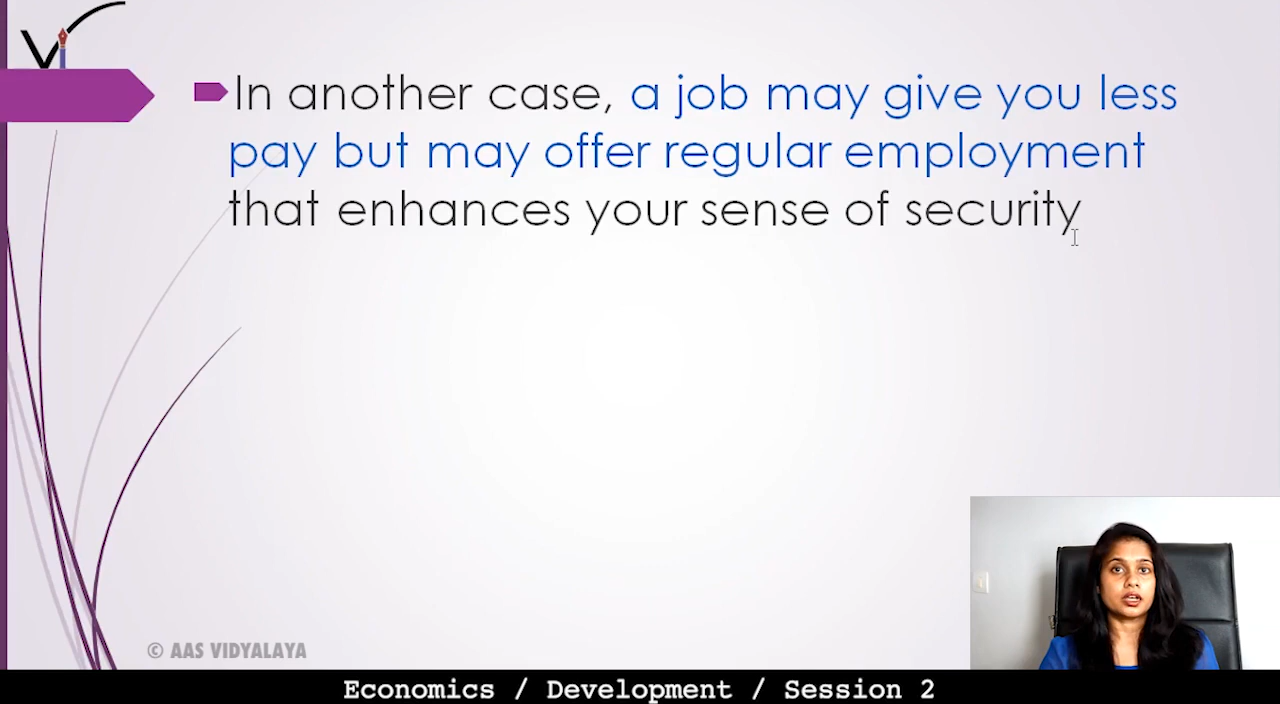 In another case, a job may give you less
pay but may offer regular employment
that enhances your sense of security
© AAS VIDYALAYA
Economics / Development / Session 2